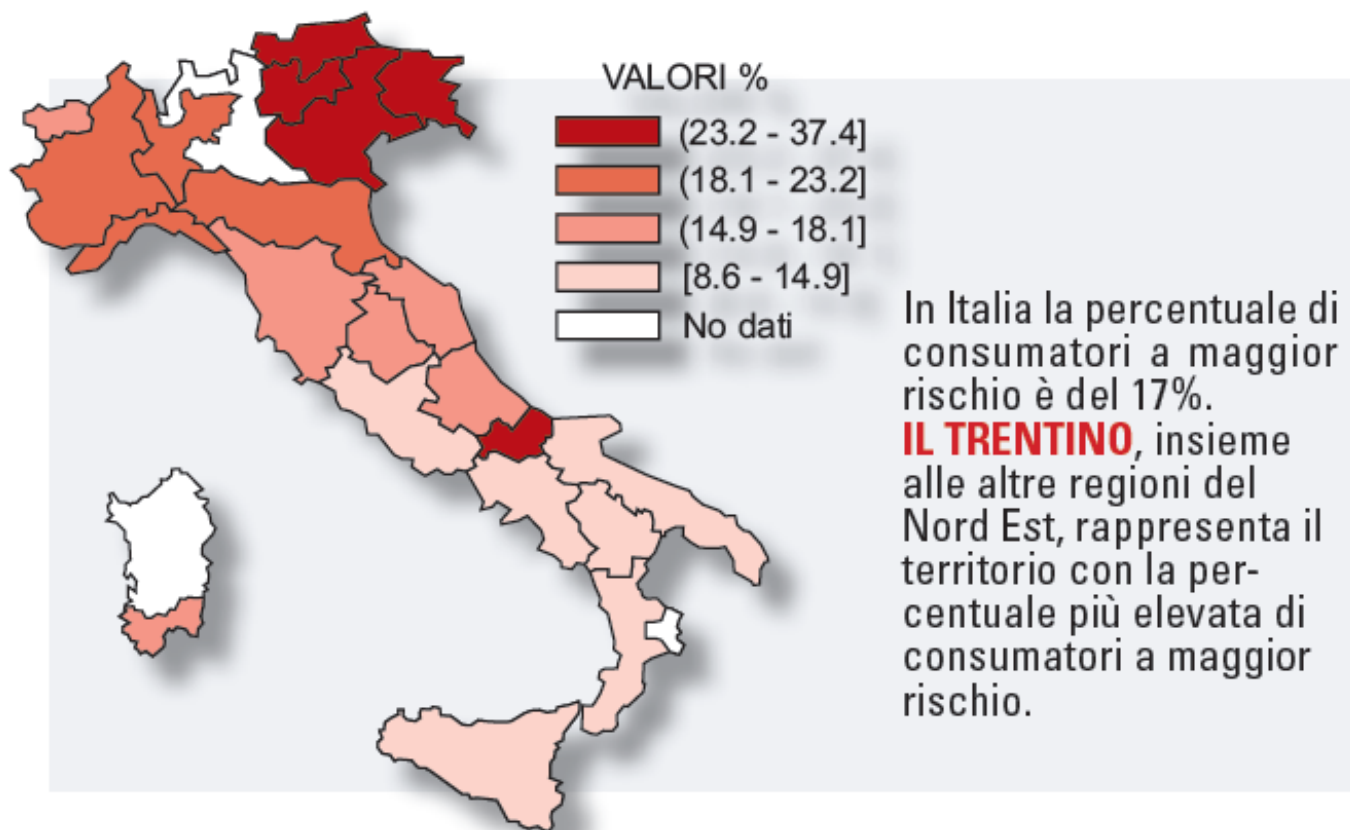 VALORI %
(23.2 - 37.4]
(18.1 - 23.2]
(14.9 - 18.1]
[8.6 - 14.9]
No dati
In Italia la percentuale di
consumatori a maggior
rischio è del 17%.
IL TRENTINO, insieme
alle altre regioni del
Nord Est, rappresenta il
territorio con la per-
centuale più elevata di
consumatori a maggior
rischio.